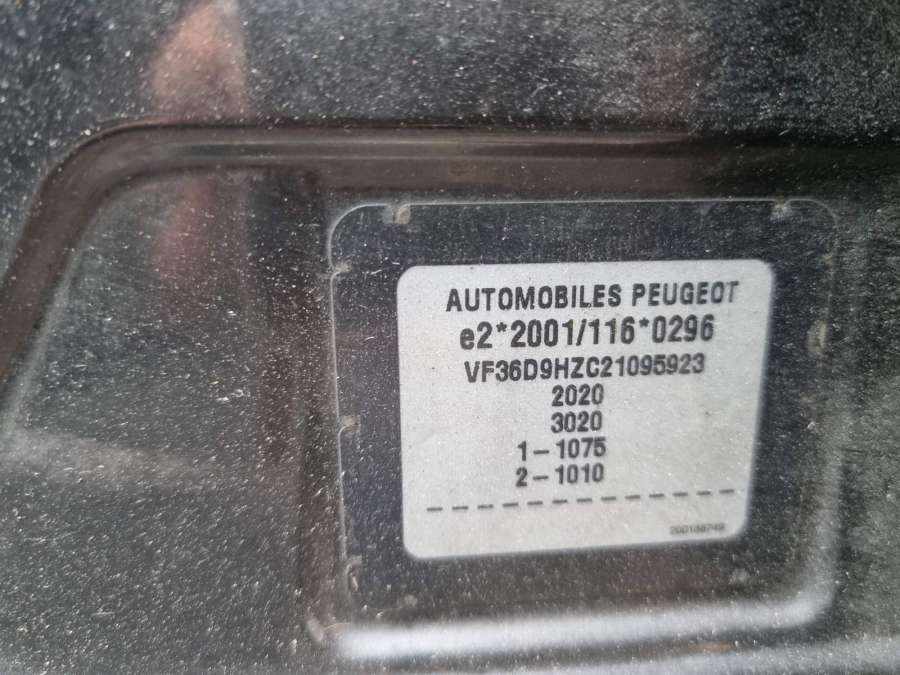 AUTOMOBILES PEUGEOT
e2*2001/116*0296
VF36D9HZC21095923
2020
3020
1-1075
2-1010